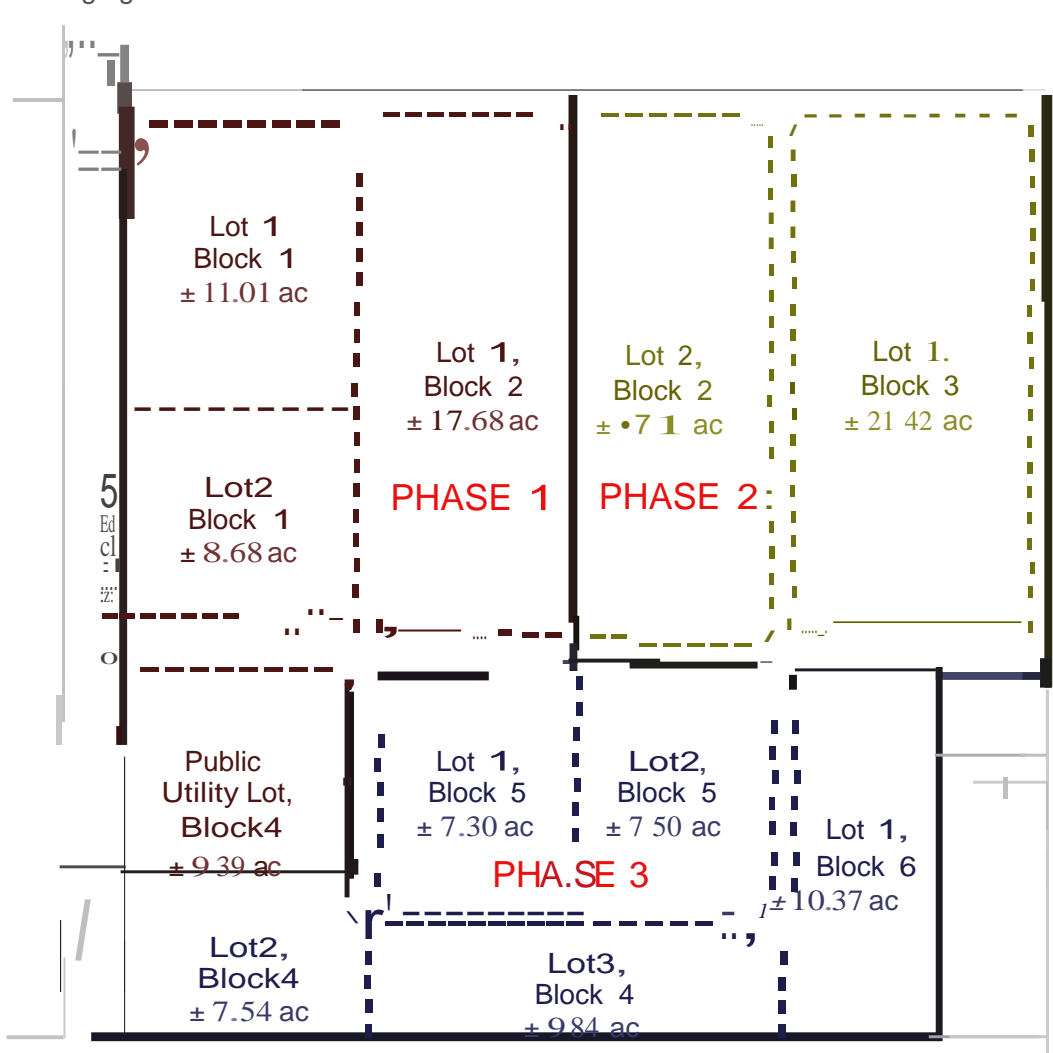 Lot 1
Block 1
± 11.01 ac
Lot 1,
Block 2
± 17.68 ac
Lot 2,
Block 2
± •7 1 ac
Lot 1.
Block 3
± 21 42 ac
Lot2
Block 1
± 8.68 ac
PHASE 1
PHASE 2
Public
Utility Lot,
Block4
± 9 39 ac
Lot 1,
Block 5
± 7.30 ac
Lot2,
Block 5
± 7 50 ac
Lot 1,
Block 6
± 10.37 ac
PHA.SE 3
Lot2,
Block4
± 7.54 ac
Lot3,
Block 4
± 9 84 ac